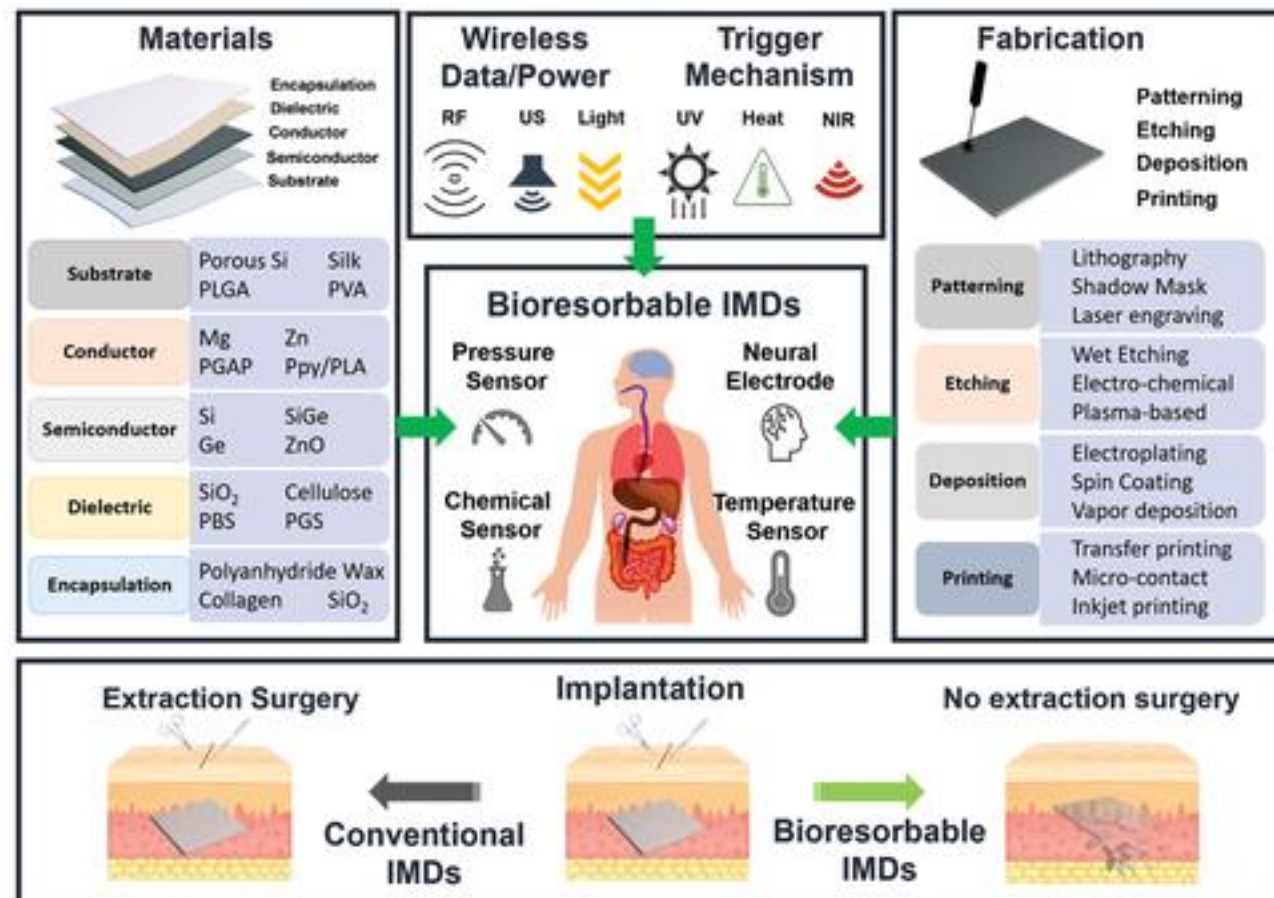 Materials
Encapsulation
Dielectric
Conductor
Semiconductor
Substrate
Substrate
Porous Si Silk
PLGA PVA
Conductor
Mg Zn
PGAP Ppy/PLA
Semiconductor
Si SiGe
Ge ZnO
Dielectric
SiO₂ Cellulose
PBS PGS
Encapsulation
Polyanhydride Wax
Collagen SiO₂
Wireless
Data/Power
RF US Light
Trigger
Mechanism
UV Heat NIR
Bioresorbable IMDs
Pressure
Sensor
Neural
Electrode
Chemical
Sensor
Temperature
Sensor
Fabrication
Patterning
Etching
Deposition
Printing
Patterning
Lithography
Shadow Mask
Laser engraving
Etching
Wet Etching
Electro-chemical
Plasma-based
Deposition
Electroplating
Spin Coating
Vapor deposition
Printing
Transfer printing
Micro-contact
Inkjet printing
Extraction Surgery
Implantation
No extraction surgery
Conventional
IMDs
Bioresorbable
IMDs